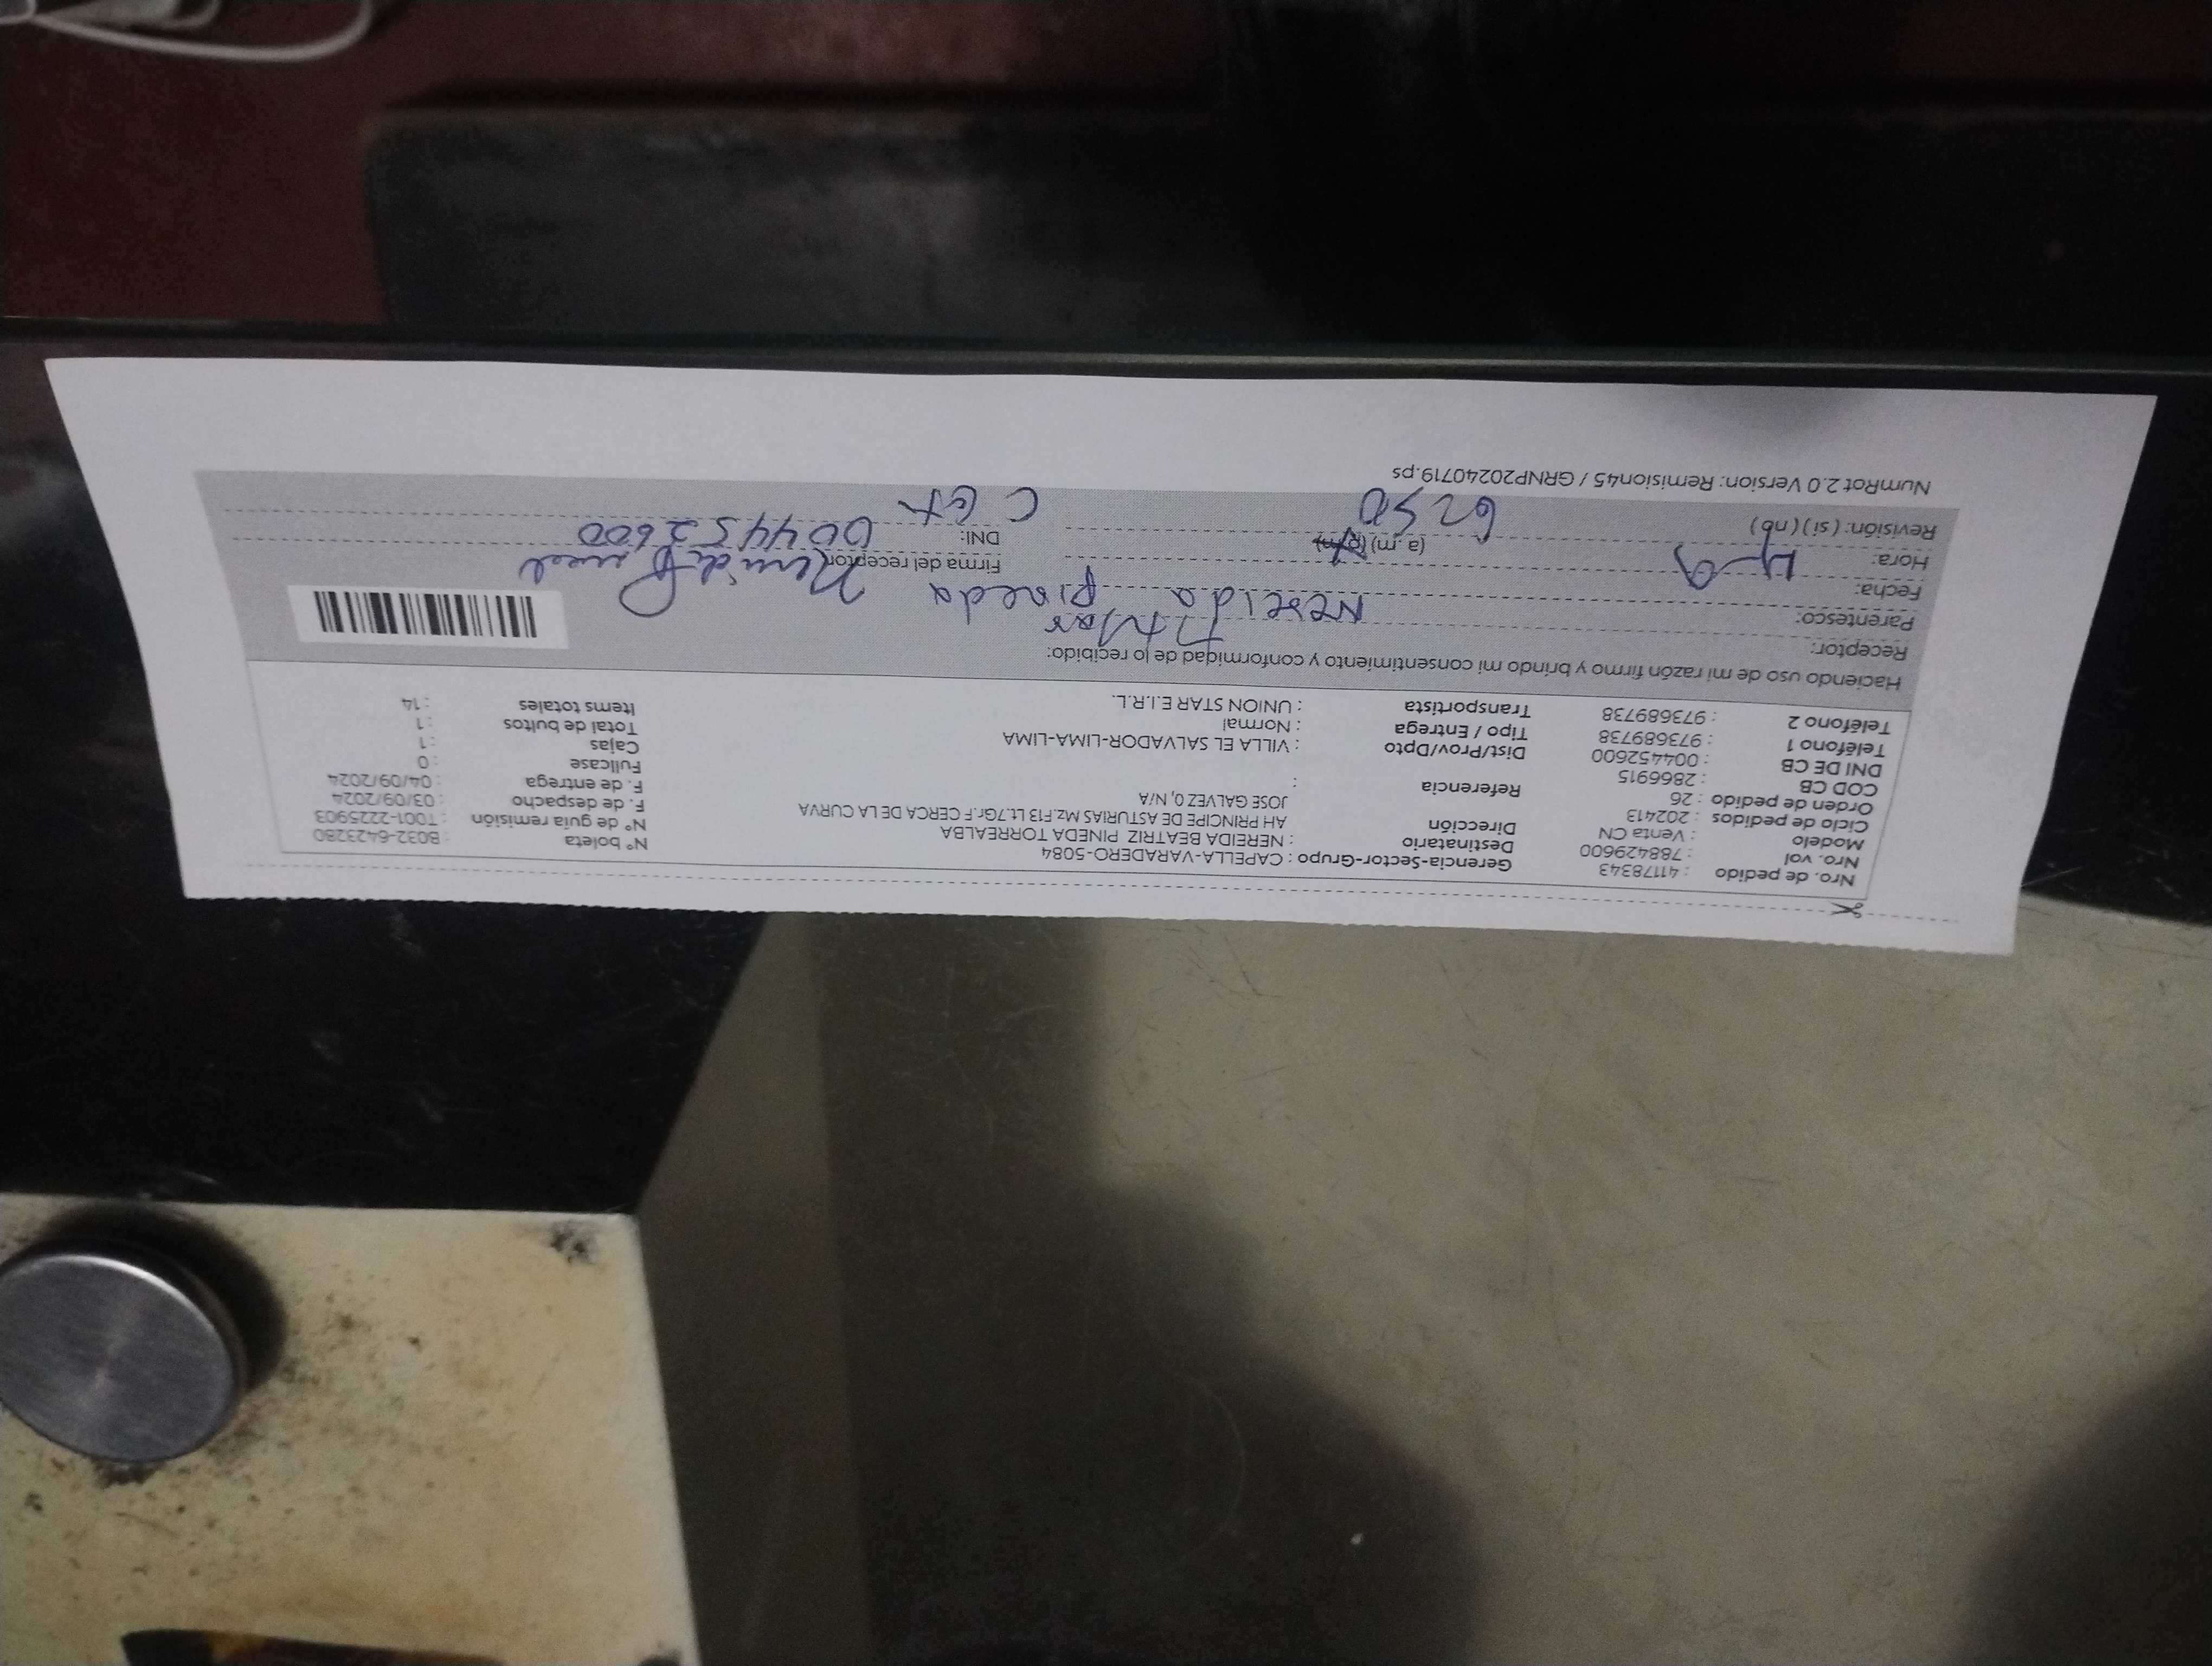 Nro. de pedido : 41178343
Nro. vol : 788429600
Modelo : Venta CN
Ciclo de pedidos : 202413
Orden de pedido : 26
COD CB : 2866915
DNI DE CB : 004452600
Teléfono 1 : 973689738
Teléfono 2 : 973689738
Gerencia-Sector-Grupo : CAPELLA-VARADERO-5084
Destinatario : NEREIDA BEATRIZ PINEDA TORREALBA
Dirección AH PRINCIPE DE ASTURIAS Mz.F13 Lt.7Gr.F CERCA DE LA CURVA
JOSE GALVEZ 0, N/A
Referencia :
Dist/Prov/Dpto : VILLA EL SALVADOR-LIMA-LIMA
Tipo / Entrega : Normal
Transportista : UNION STAR E.I.R.L.
N° boleta : B032-6423280
N° de guía remisión : T001-2225903
F. de despacho : 03/09/2024
F. de entrega : 04/09/2024
Fullcase : 0
Cajas : 1
Total de bultos : 1
Items totales : 14
Haciendo uso de mi razón firmo y brindo mi consentimiento y conformidad de lo recibido:
Receptor:
Parentesco: Nereida pineda
Fecha: 4-9
Hora: (a.m) (p.m) 6:50
Revisión: ( si ) ( no )
Firma del receptor
DNI: 004452600
NumRot 2.0 Version: Remision45 / GRNP20240719.ps